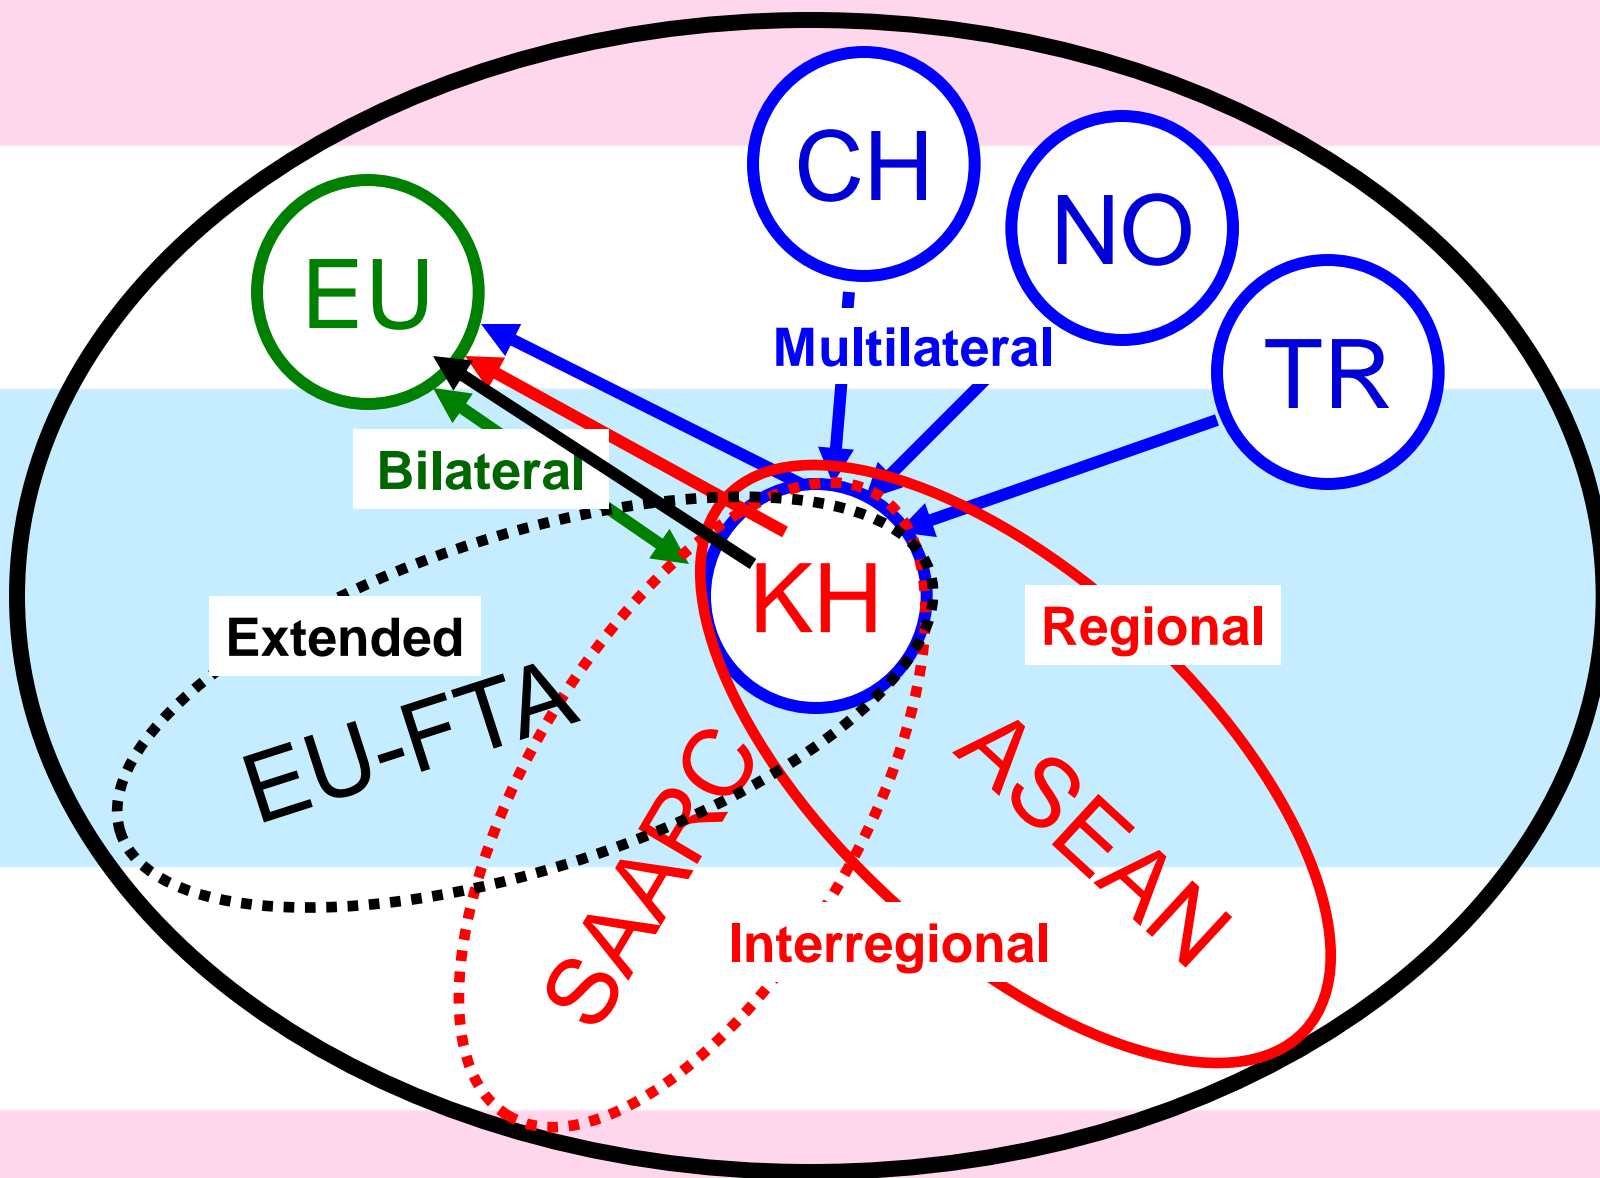 CH
NO
EU
TR
Multilateral
Bilateral
KH
Extended
Regional
EU-FTA
SAARC
ASEAN
Interregional